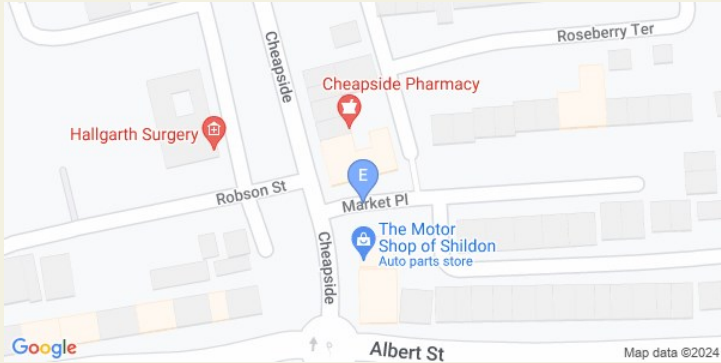 Roseberry Ter
Cheapside
Cheapside Pharmacy
Hallgarth Surgery
E
Robson St
Market Pl
The Motor
Shop of Shildon
Auto parts store
Cheapside
Albert St
Google
Map data ©2024